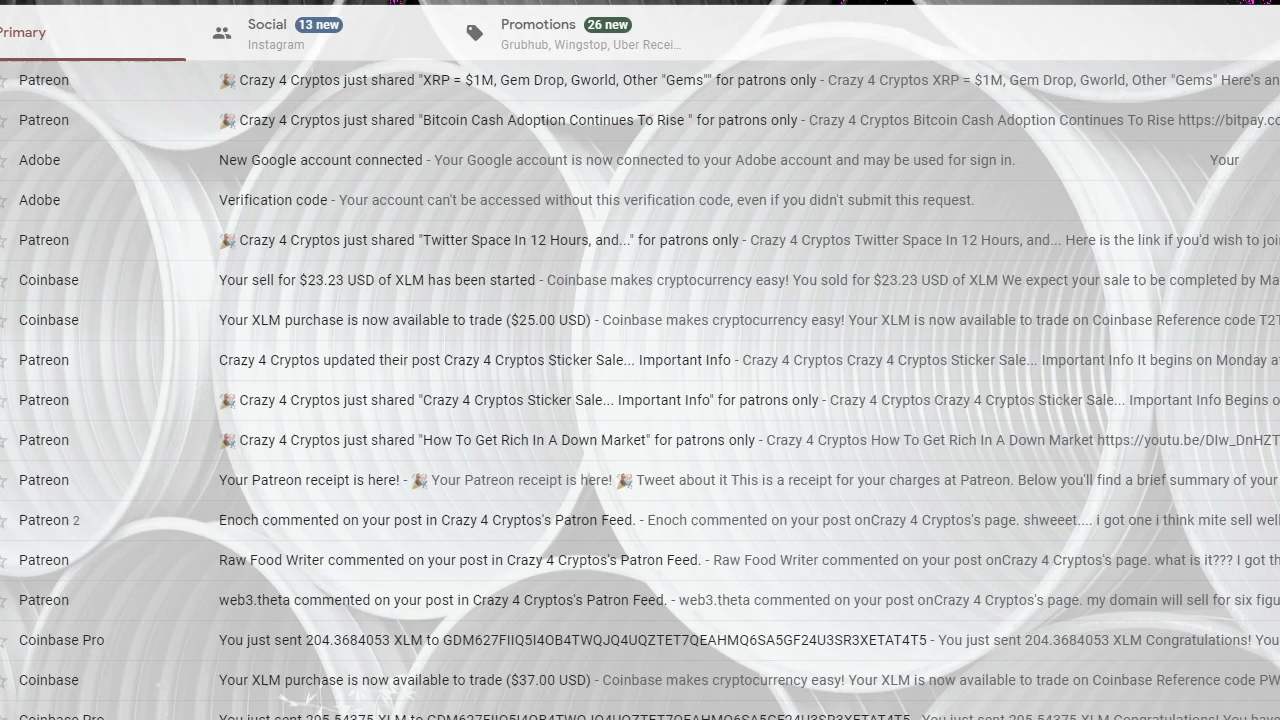 Primary
Social 13 new
Instagram
Promotions 26 new
Grubhub, Wingstop, Uber Recei…
Patreon 🎉 Crazy 4 Cryptos just shared "XRP = $1M, Gem Drop, Gworld, Other "Gems"" for patrons only - Crazy 4 Cryptos XRP = $1M, Gem Drop, Gworld, Other "Gems" Here's an
Patreon 🎉 Crazy 4 Cryptos just shared "Bitcoin Cash Adoption Continues To Rise " for patrons only - Crazy 4 Cryptos Bitcoin Cash Adoption Continues To Rise https://bitpay.co
Adobe New Google account connected - Your Google account is now connected to your Adobe account and may be used for sign in. Your
Adobe Verification code - Your account can't be accessed without this verification code, even if you didn't submit this request.
Patreon 🎉 Crazy 4 Cryptos just shared "Twitter Space In 12 Hours, and..." for patrons only - Crazy 4 Cryptos Twitter Space In 12 Hours, and... Here is the link if you'd wish to joi
Coinbase Your sell for $23.23 USD of XLM has been started - Coinbase makes cryptocurrency easy! You sold for $23.23 USD of XLM We expect your sale to be completed by Ma
Coinbase Your XLM purchase is now available to trade ($25.00 USD) - Coinbase makes cryptocurrency easy! Your XLM is now available to trade on Coinbase Reference code T2T
Patreon Crazy 4 Cryptos updated their post Crazy 4 Cryptos Sticker Sale... Important Info - Crazy 4 Cryptos Crazy 4 Cryptos Sticker Sale... Important Info It begins on Monday a
Patreon 🎉 Crazy 4 Cryptos just shared "Crazy 4 Cryptos Sticker Sale... Important Info" for patrons only - Crazy 4 Cryptos Crazy 4 Cryptos Sticker Sale... Important Info Begins o
Patreon 🎉 Crazy 4 Cryptos just shared "How To Get Rich In A Down Market" for patrons only - Crazy 4 Cryptos How To Get Rich In A Down Market https://youtu.be/DIw_DnHZT
Patreon Your Patreon receipt is here! - 🎉 Your Patreon receipt is here! 🎉 Tweet about it This is a receipt for your charges at Patreon. Below you'll find a brief summary of your
Patreon 2 Enoch commented on your post in Crazy 4 Cryptos's Patron Feed. - Enoch commented on your post onCrazy 4 Cryptos's page. shweeet.... i got one i think mite sell well
Patreon Raw Food Writer commented on your post in Crazy 4 Cryptos's Patron Feed. - Raw Food Writer commented on your post onCrazy 4 Cryptos's page. what is it??? I got th
Patreon web3.theta commented on your post in Crazy 4 Cryptos's Patron Feed. - web3.theta commented on your post onCrazy 4 Cryptos's page. my domain will sell for six figu
Coinbase Pro You just sent 204.3684053 XLM to GDM627FIIQ5I4OB4TWQJQ4UQZTET7QEAHMQ6SA5GF24U3SR3XETAT4T5 - You just sent 204.3684053 XLM Congratulations! You
Coinbase Your XLM purchase is now available to trade ($37.00 USD) - Coinbase makes cryptocurrency easy! Your XLM is now available to trade on Coinbase Reference code PW
Coinbase Pro You just sent 205.54375 XLM to GDM627FIIQ5I4OB4TWQJQ4UQZTET7QEAHMQ6SA5GF24U3SR3XETAT4T5 - You just sent 205.54375 XLM Congratulations! You hav